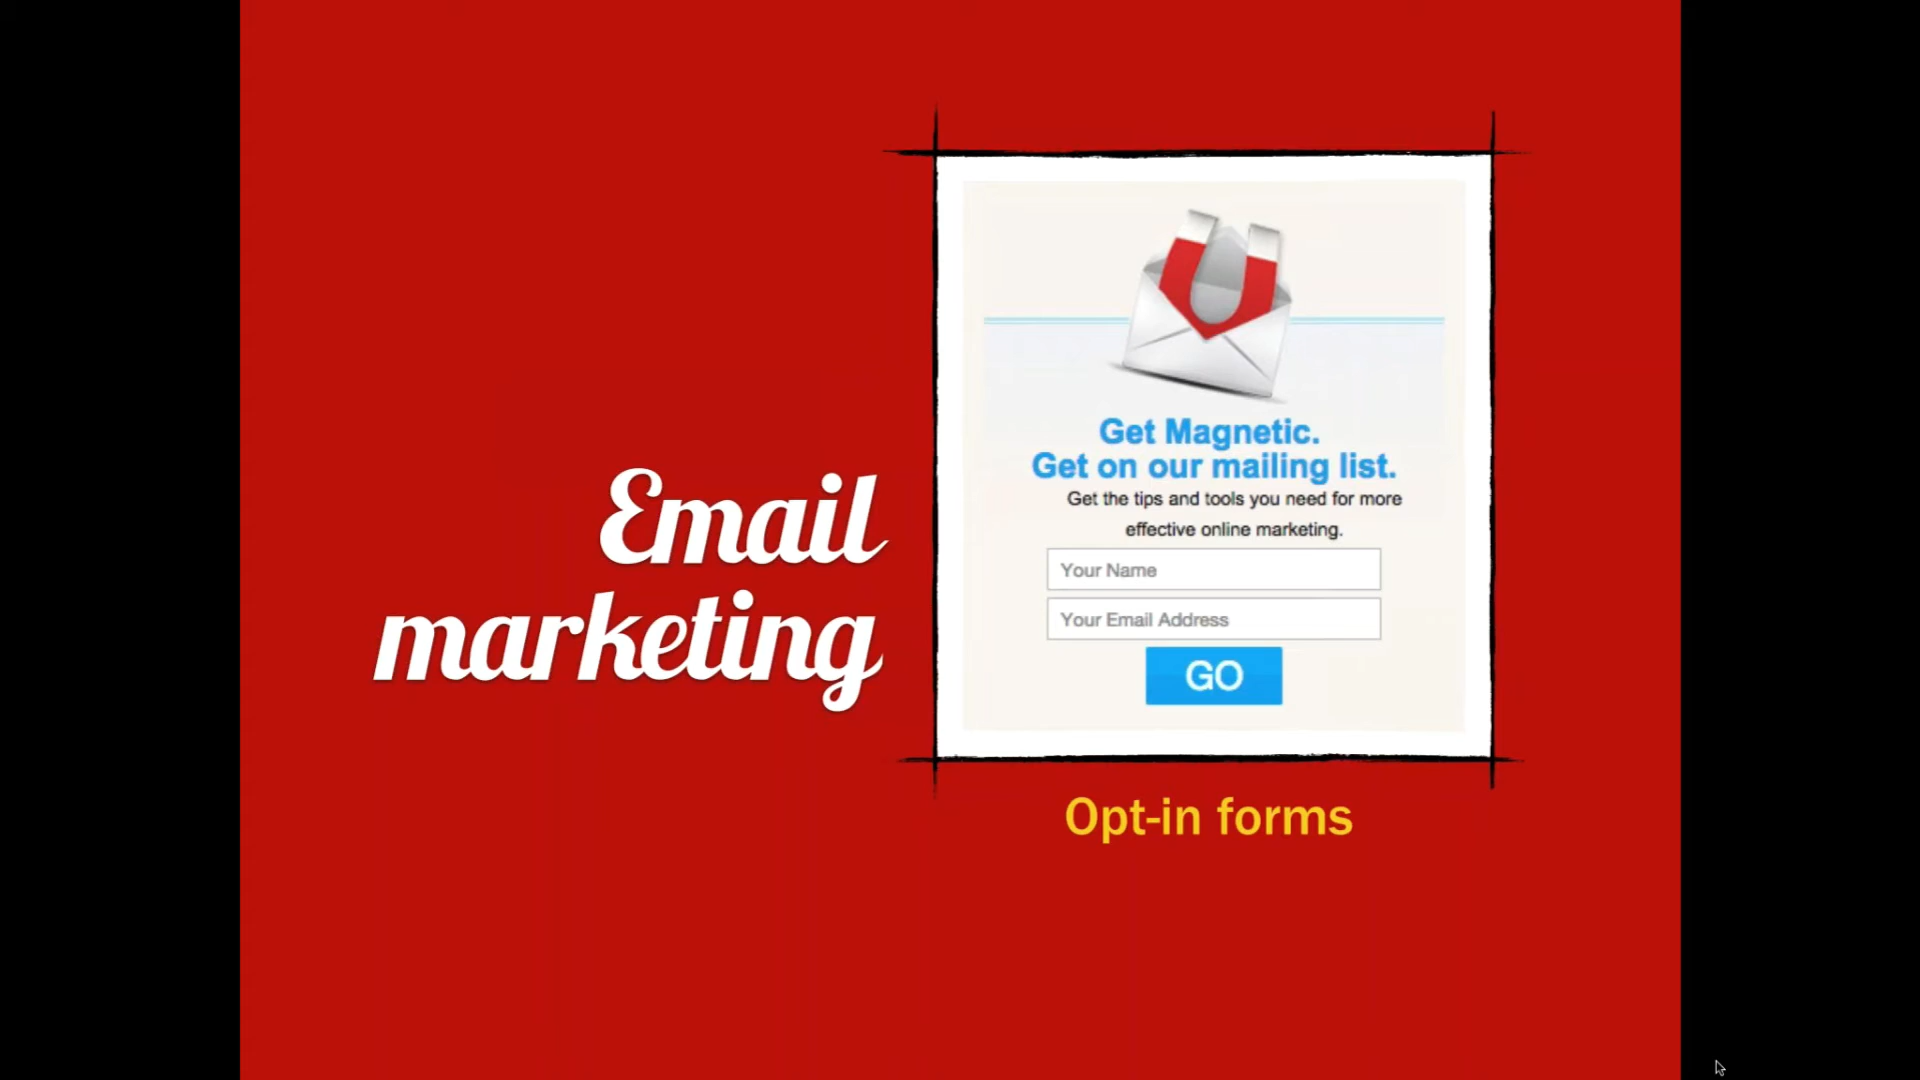 Email
marketing
Get Magnetic.
Get on our mailing list.
Get the tips and tools you need for more
effective online marketing.
Your Name
Your Email Address
GO
Opt-in forms